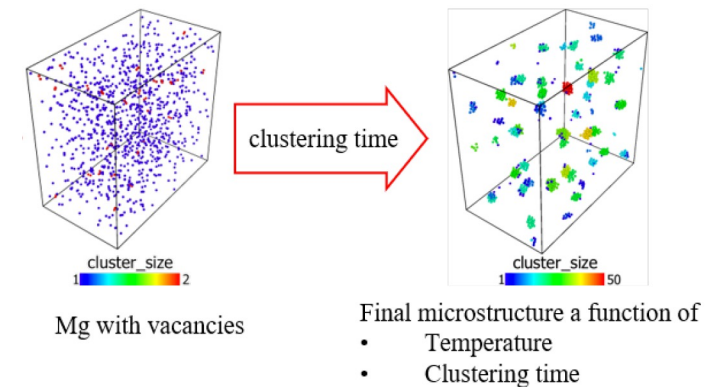 clustering time
cluster_size
1 2
cluster_size
1 50
Mg with vacancies
Final microstructure a function of
• Temperature
• Clustering time